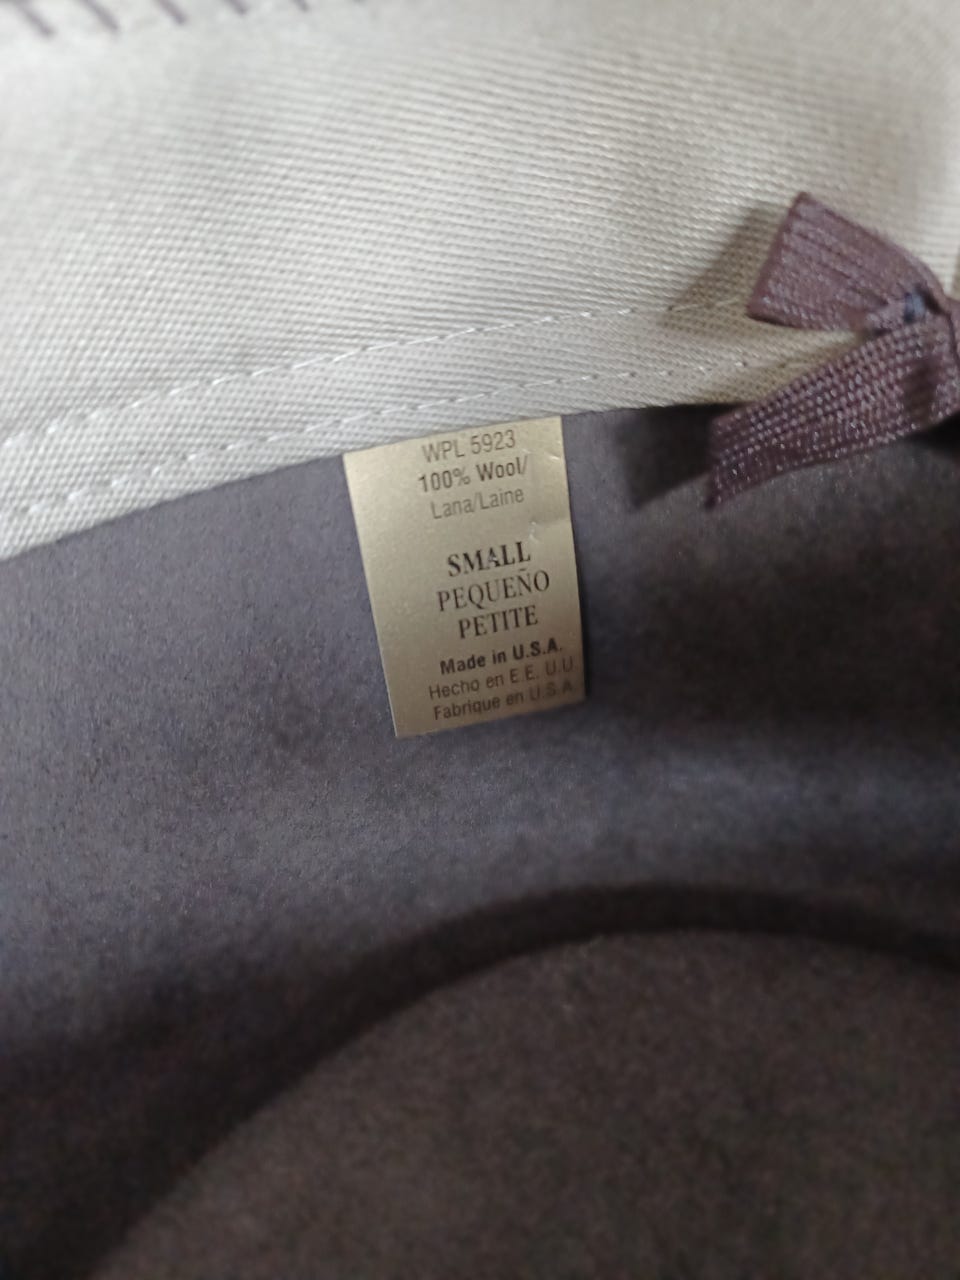 WPL 5923
100% Wool/
Lana/Laine
SMALL
PEQUEÑO
PETITE
Made in U.S.A.
Hecho en E.E. U.U.
Fabrique en U.S.A.